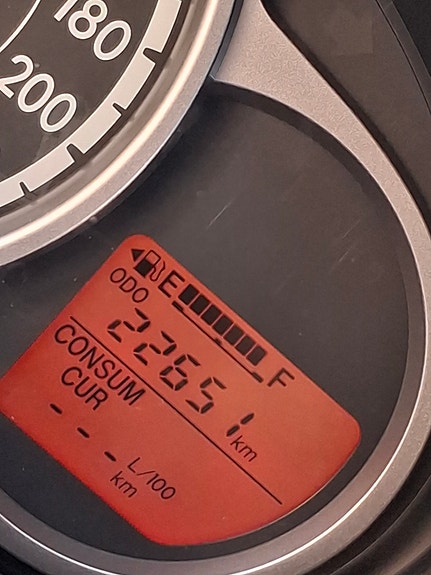 180
200
E F
ODO
22651 km
CONSUM
CUR
--- L/100
km